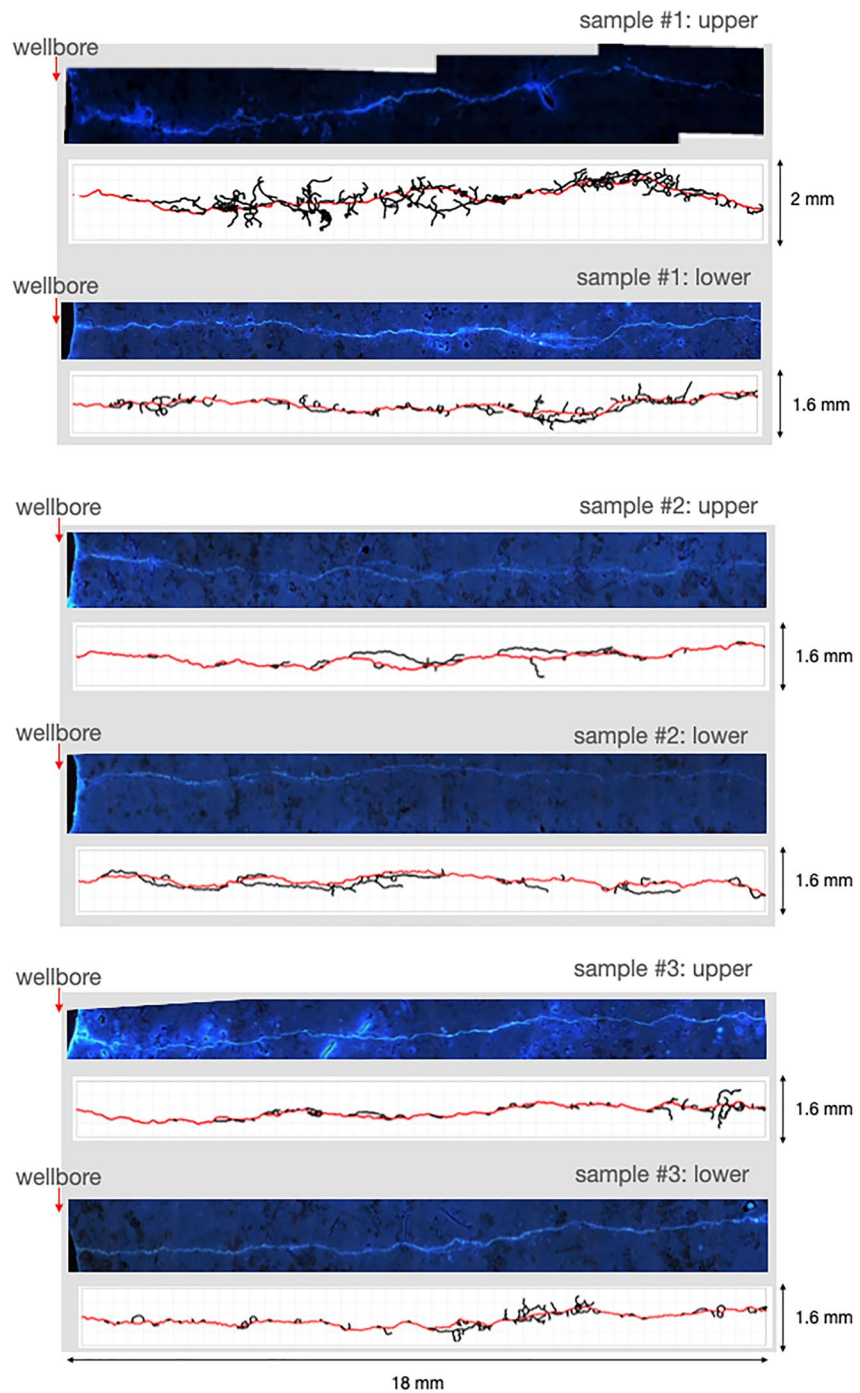 sample #1: upper
wellbore
2 mm
sample #1: lower
wellbore
1.6 mm
sample #2: upper
wellbore
1.6 mm
sample #2: lower
wellbore
1.6 mm
sample #3: upper
wellbore
1.6 mm
sample #3: lower
wellbore
1.6 mm
18 mm